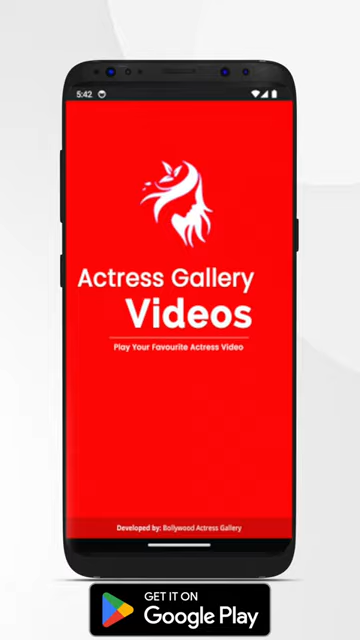 5:42
Actress Gallery
Videos
Play Your Favourite Actress Video
Developed by: Bollywood Actress Gallery
GET IT ON
Google Play